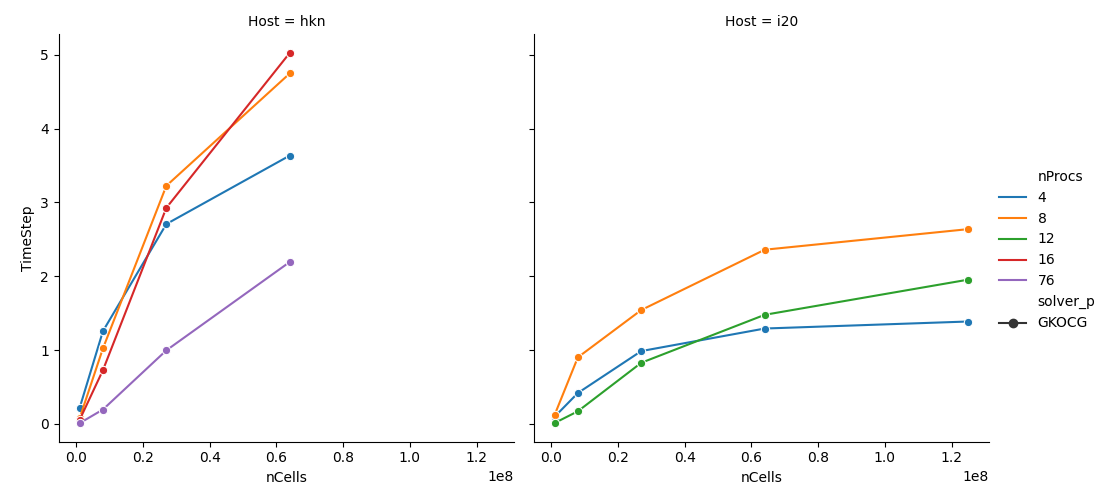 Host = hkn
Host = i20
TimeStep
5
4
3
2
1
0
0.0 0.2 0.4 0.6 0.8 1.0 1.2
1e8
nCells
0.0 0.2 0.4 0.6 0.8 1.0 1.2
1e8
nCells
nProcs
4
8
12
16
76
solver_p
GKOCG